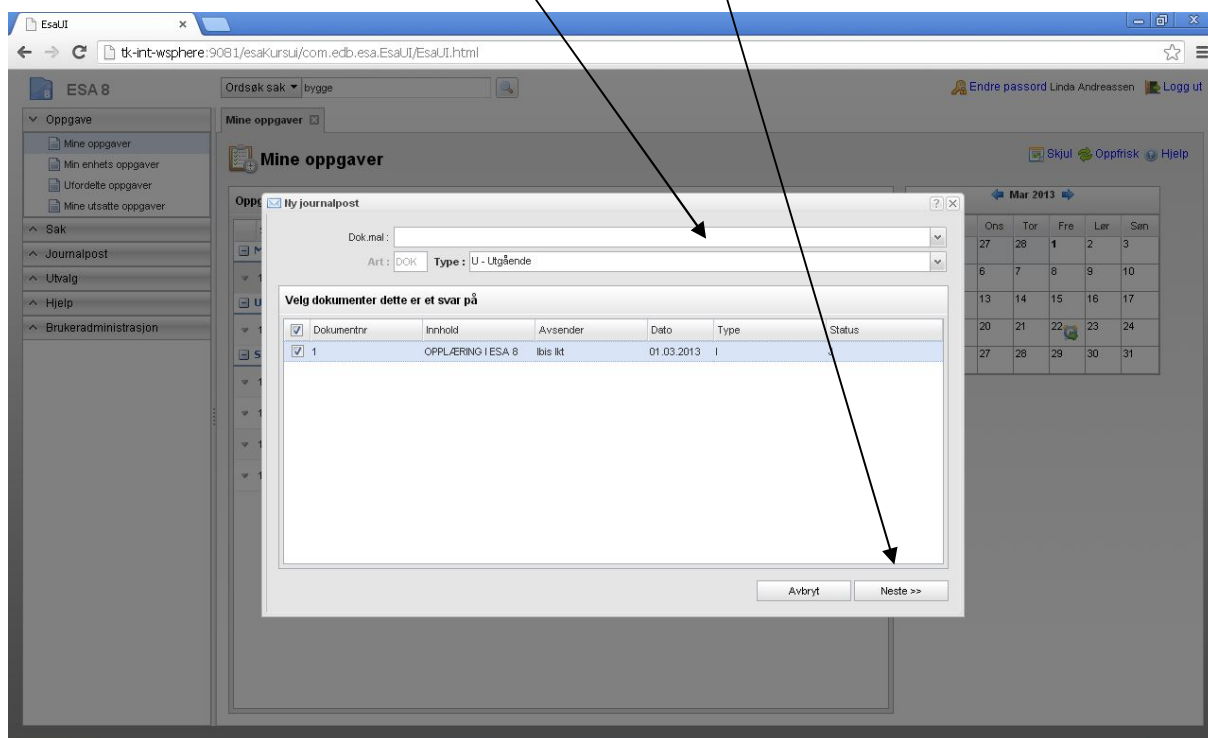 EsaUI
tk-int-wsphere:9081/esaKursui/com.edb.esa.EsaUI/EsaUI.html
ESA 8
Ordsøk sak bygge
Endre passord Linda Andreassen Logg ut
Oppgave
Mine oppgaver
Min enhets oppgaver
Ufordelte oppgaver
Mine utsatte oppgaver
Sak
Journalpost
Utvalg
Hjelp
Brukeradministrasjon
Mine oppgaver
Mine oppgaver
Skjul Oppfrisk Hjelp
Ny journalpost
Dok.mal:
Art: DOK Type: U - Utgående
Velg dokumenter dette er et svar på
Dokumentnr Innhold Avsender Dato Type Status
1 OPPLÆRING I ESA 8 Ibis Ikt 01.03.2013 I J
Avbryt Neste >>
Mar 2013
Ons Tor Fre Lør Søn
27 28 1 2 3
6 7 8 9 10
13 14 15 16 17
20 21 22 23 24
27 28 29 30 31